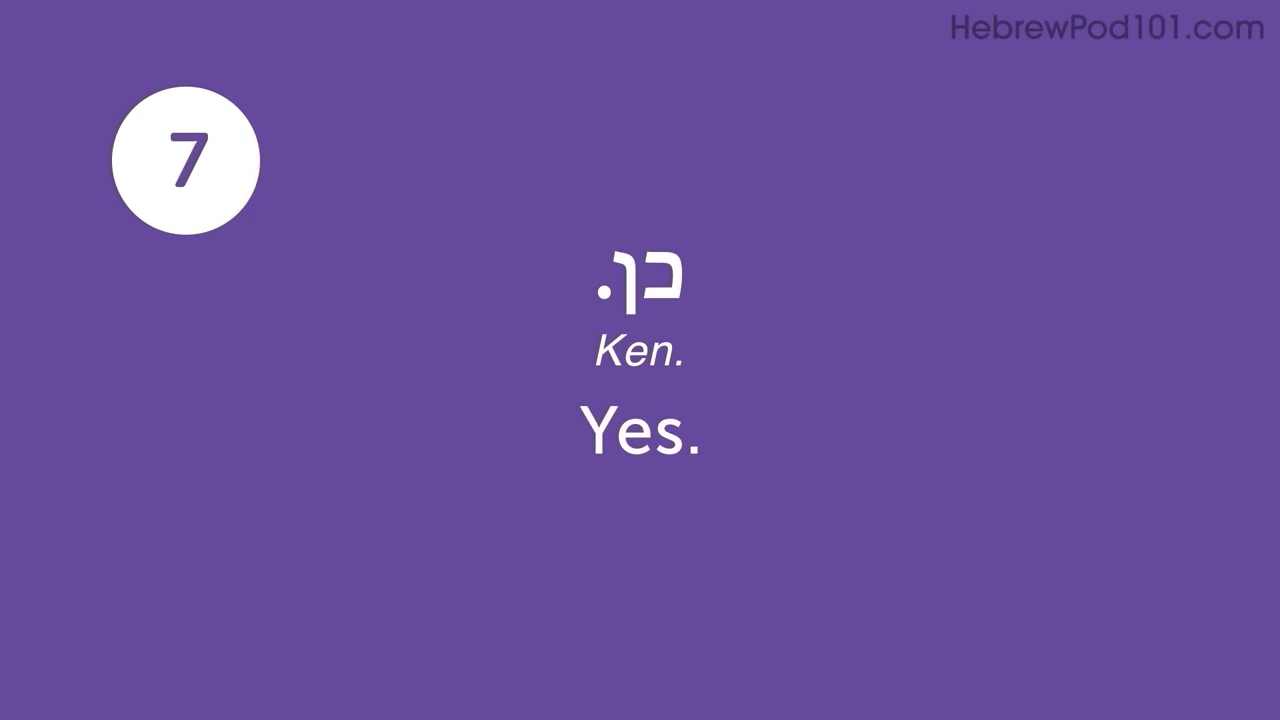 HebrewPod101.com
7
כן.
Ken.
Yes.